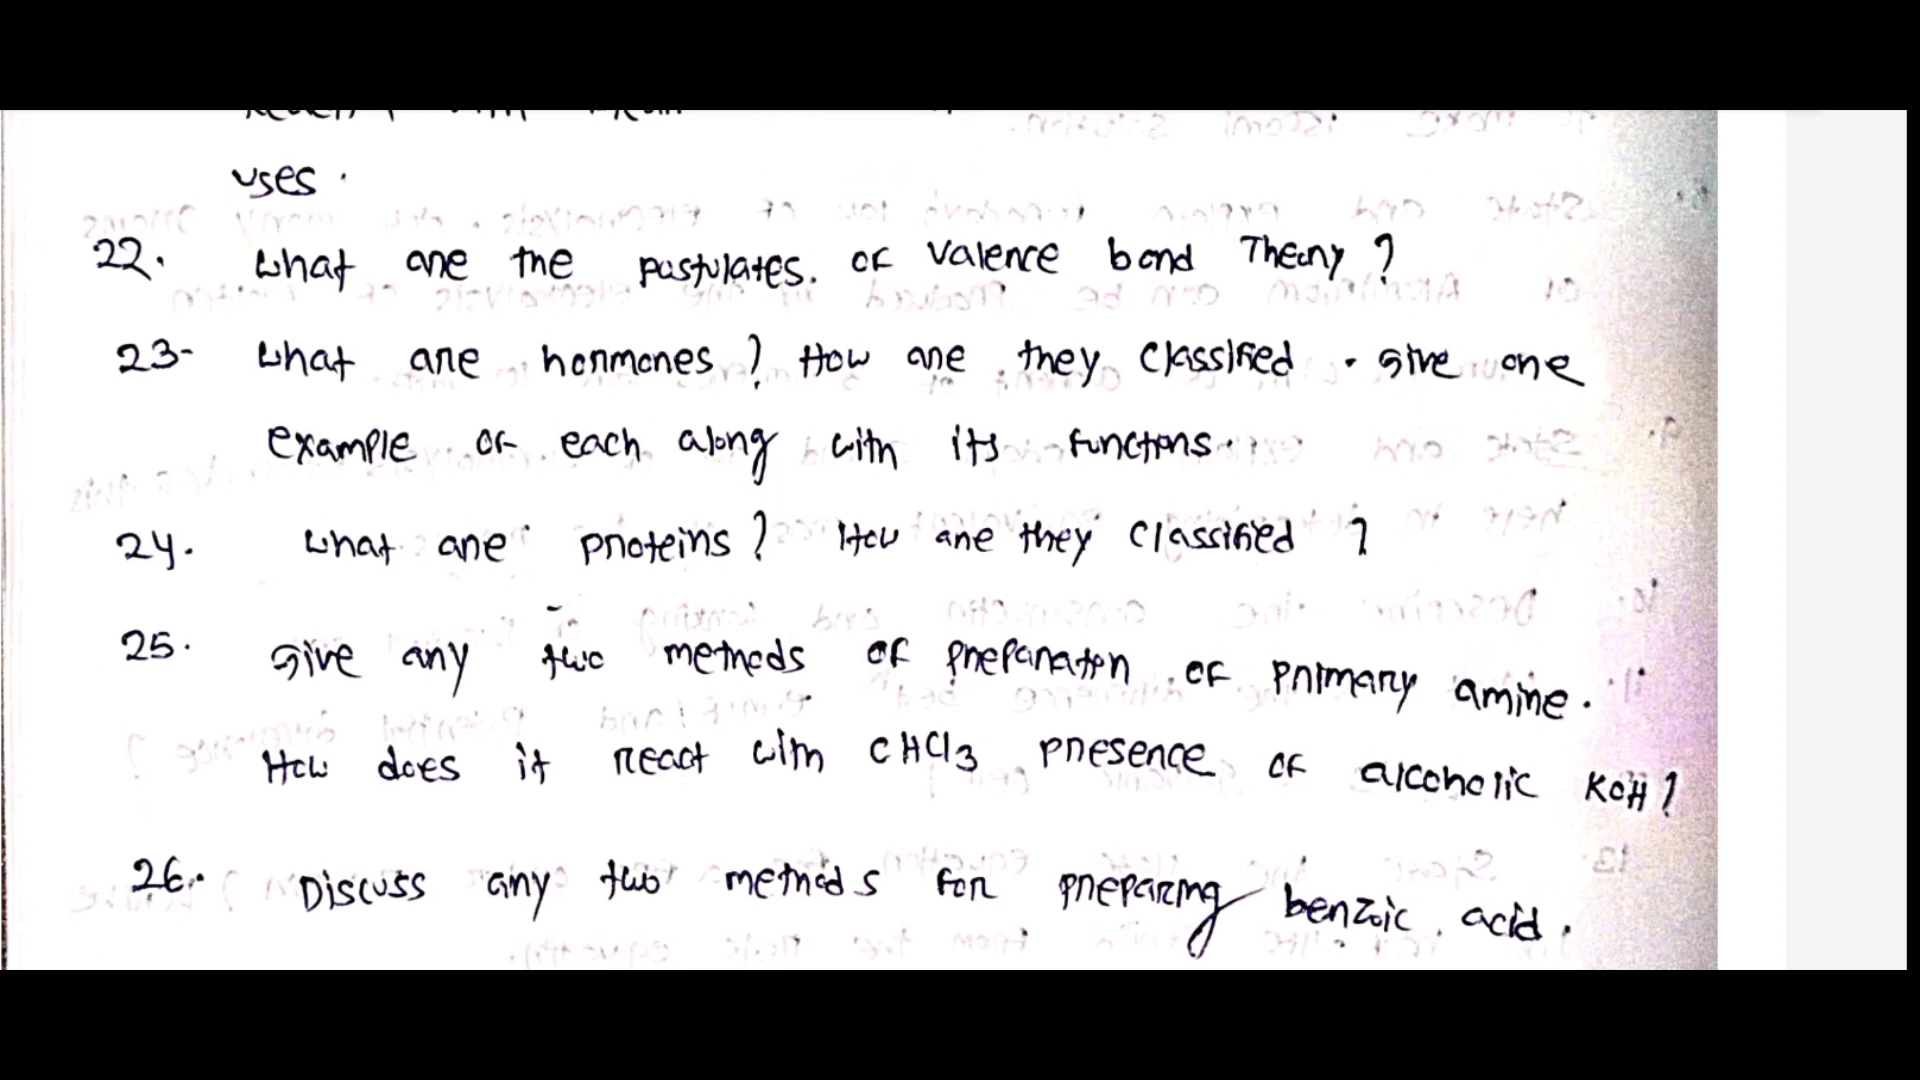 uses.
22. What are the postulates. of Valence bond Theory ?
23- What are hormones ? How are they classified. Give one
example of each along with its functions.
24. What are proteins ? How are they classified ?
25. Give any two methods of preparation of primary amine.
How does it react with CHCl3 presence of alcoholic KOH ?
26. Discuss any two methods for preparing benzoic acid.